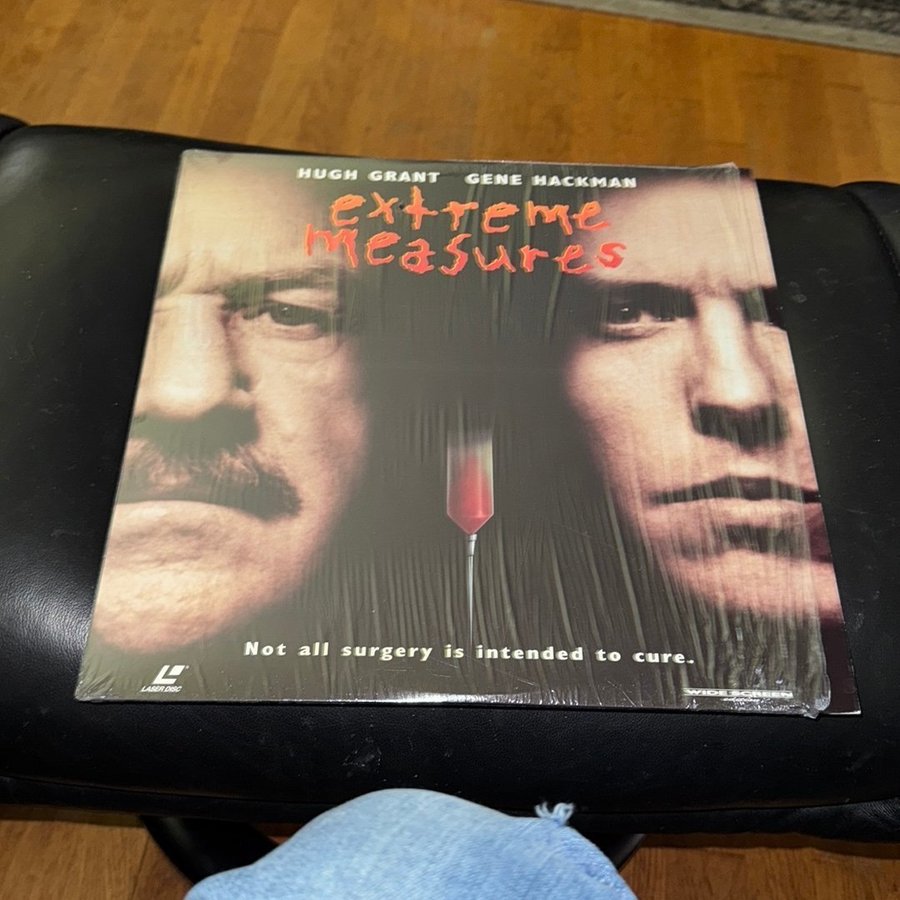 HUGH GRANT GENE HACKMAN
extreme
measures
Not all surgery is intended to cure.
LASER DISC
WIDE SCREEN